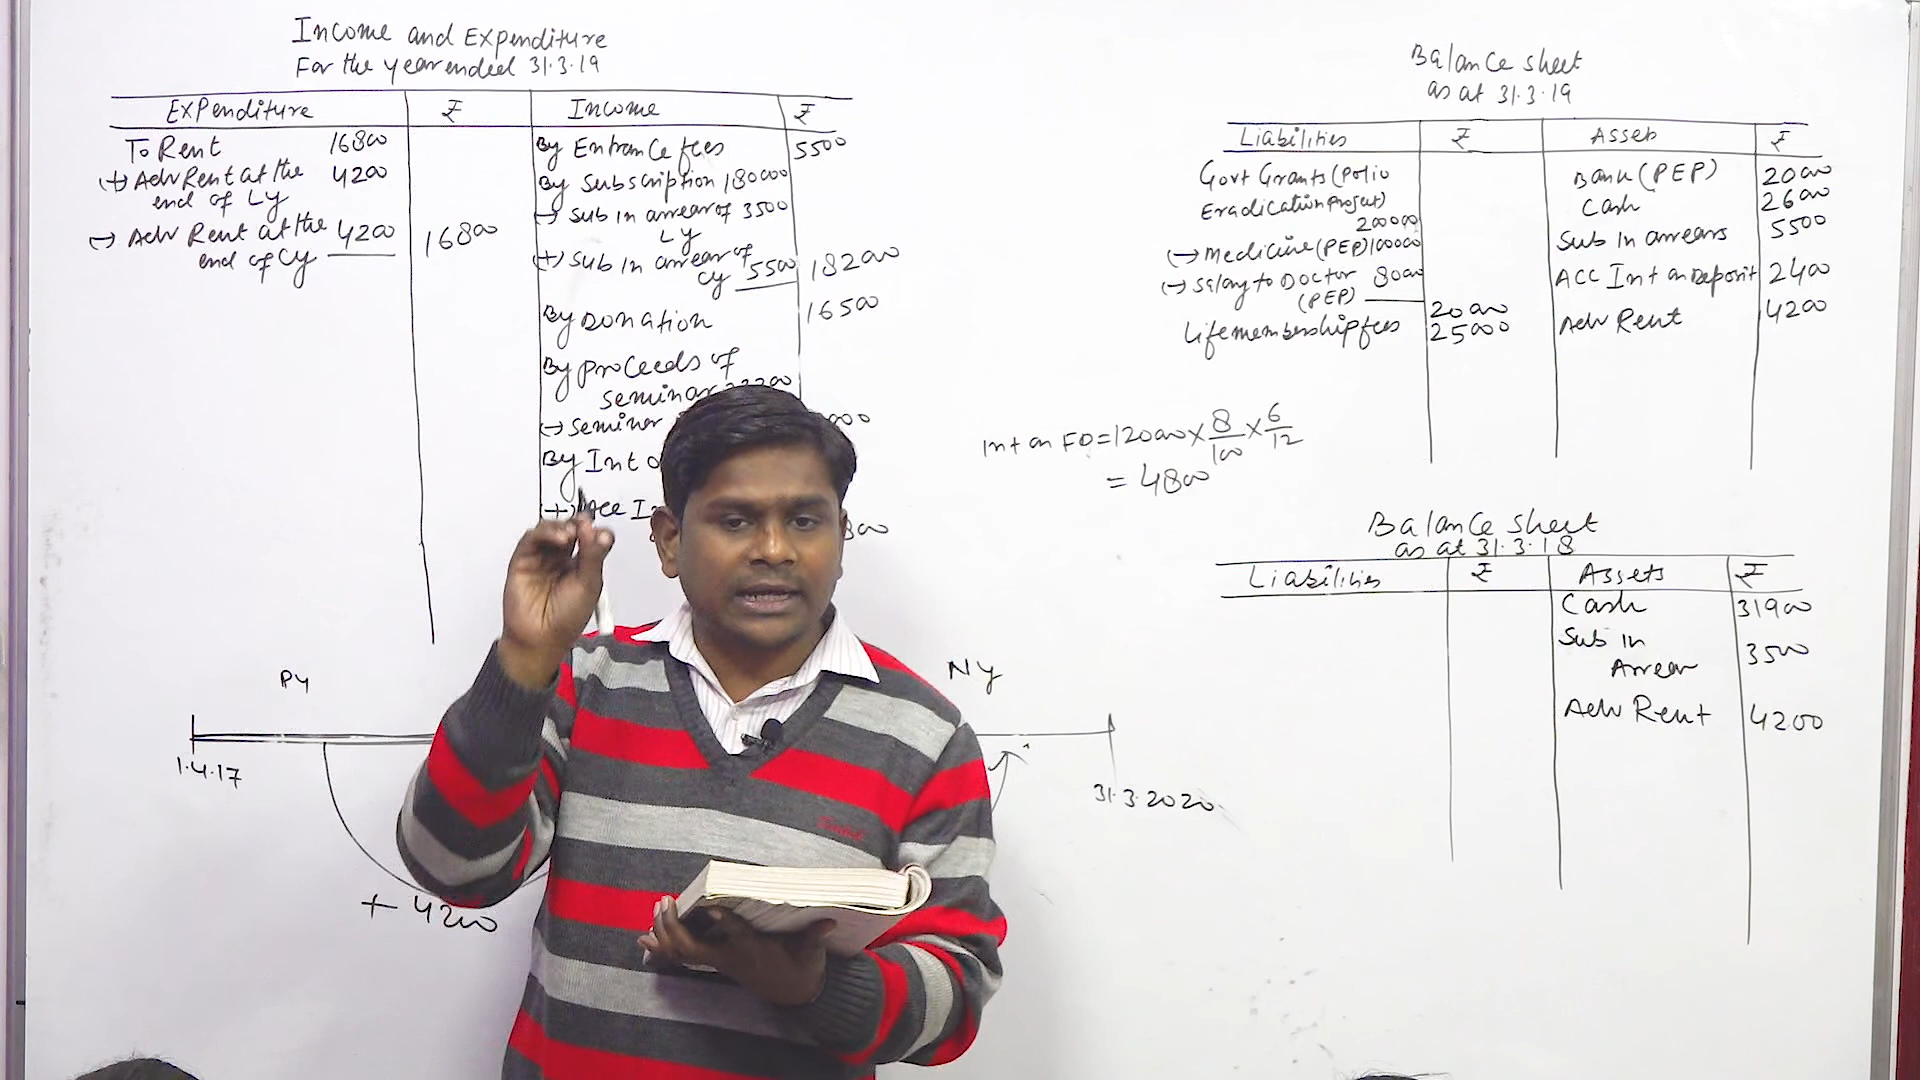 Income and Expenditure
For the year ended 31.3.19
Expenditure ₹ Income ₹
To Rent 16800
(+) Adv Rent at the 4200
end of Ly
(-) Adv Rent at the 4200 16800
end of Cy
By Entrance fees 5500
By Subscription 180000
(-) Sub in arrear of 3500
Ly
(+) Sub in arrear of
Cy 5500 182000
By Donation 16500
By Proceeds of
Seminar
(-) Seminar
By Int
(+) Acc I
Balance sheet
as at 31.3.19
Liabilities ₹ Assets ₹
Govt Grants (Polio
Eradication Project)
200000
(-) Medicine (PEP) 100000
(-) Salary to Doctor 80000
(PEP) 20000
Life membership fees 25000
Bank (PEP) 20000
Cash 2600
Sub in arrears 5500
Acc Int on Deposit 2400
Adv Rent 4200
Int on FD = 120000 × 8/100 × 6/12
= 4800
Balance sheet
as at 31.3.18
Liabilities ₹ Assets ₹
Cash 31900
Sub in
Arrear 3500
Adv Rent 4200
Py
Ny
1.4.17
31.3.2020
+ 4200